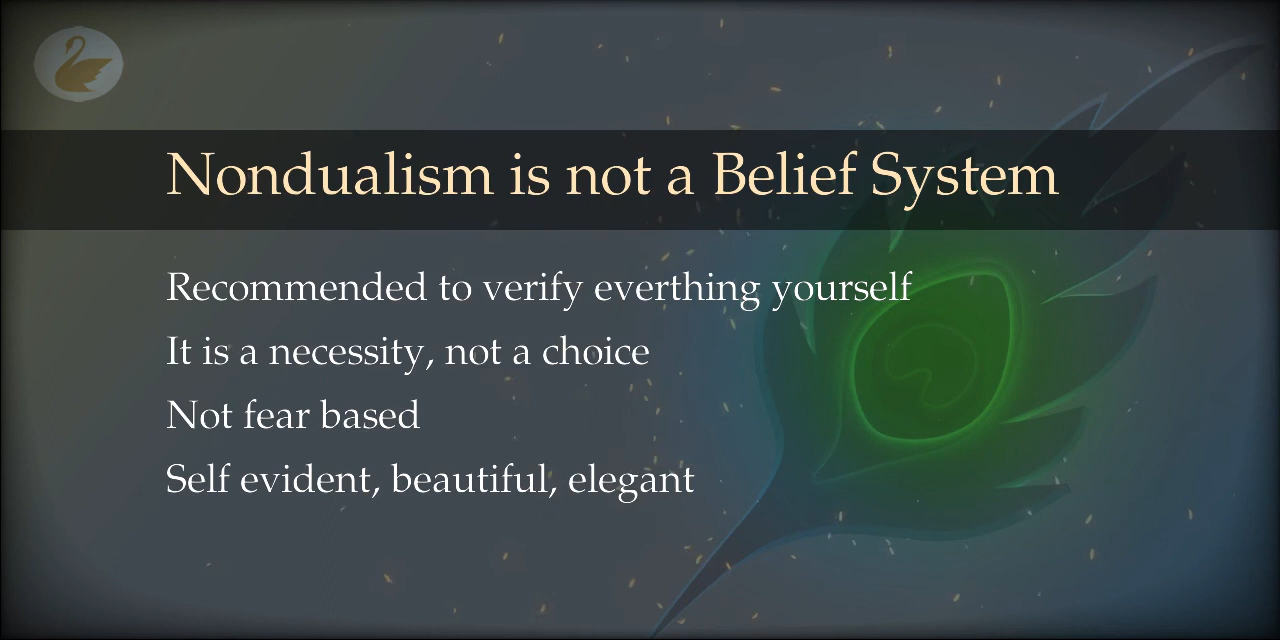 Nondualism is not a Belief System
Recommended to verify everthing yourself
It is a necessity, not a choice
Not fear based
Self evident, beautiful, elegant